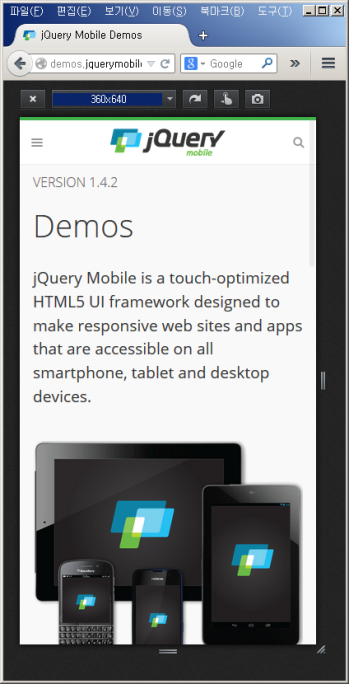 파일(F) 편집(E) 보기(V) 이동(S) 북마크(B) 도구(T)
jQuery Mobile Demos
demos.jquerymobile
Google
360x640
jQuery
mobile
VERSION 1.4.2
Demos
jQuery Mobile is a touch-optimized
HTML5 UI framework designed to
make responsive web sites and apps
that are accessible on all
smartphone, tablet and desktop
devices.
BlackBerry